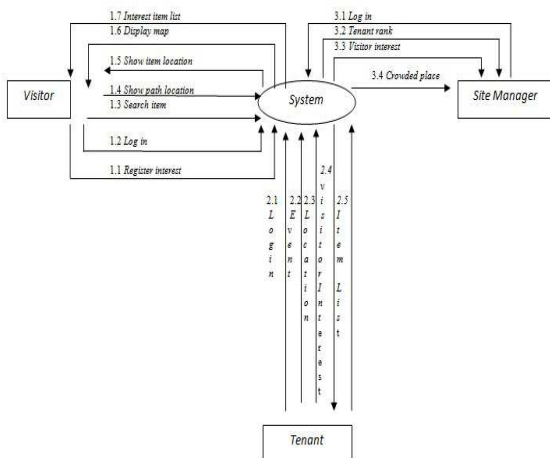 1.7 Interest item list
1.6 Display map
1.5 Show item location
Visitor
1.4 Show path location
1.3 Search item
1.2 Log in
1.1 Register interest
System
3.1 Log in
3.2 Tenant rank
3.3 Visitor interest
3.4 Crowded place
Site Manager
2.1 Login
2.2 Event
2.3 Location
2.4 Visitor Interest
2.5 Item List
Tenant